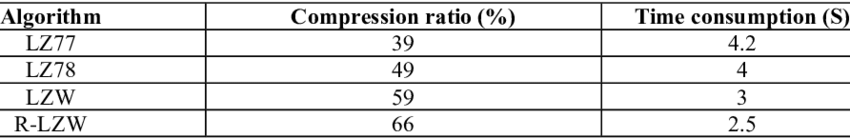 Algorithm Compression ratio (%) Time consumption (S)
LZ77 39 4.2
LZ78 49 4
LZW 59 3
R-LZW 66 2.5